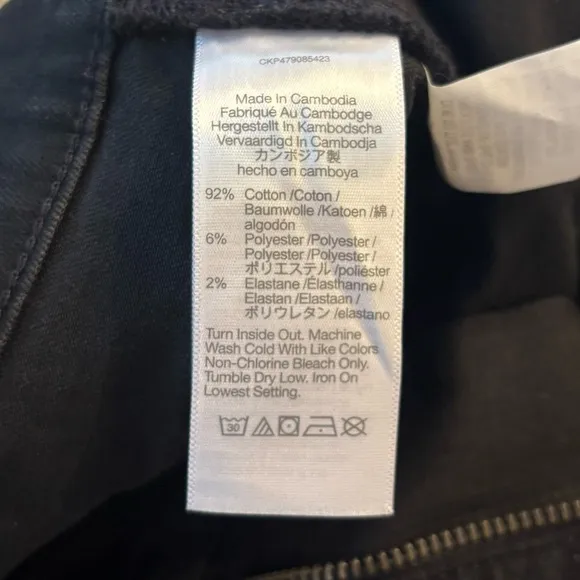 CKP479085423
Made In Cambodia
Fabriqué Au Cambodge
Hergestellt In Kambodscha
Vervaardigd In Cambodja
カンボジア製
hecho en camboya
92% Cotton /Coton /
Baumwolle /Katoen /綿 /
algodón
6% Polyester /Polyester /
Polyester /Polyester /
ポリエステル /poliéster
2% Elastane /Élasthanne /
Elastan /Elastaan /
ポリウレタン /elastano
Turn Inside Out. Machine
Wash Cold With Like Colors
Non-Chlorine Bleach Only.
Tumble Dry Low. Iron On
Lowest Setting.
30